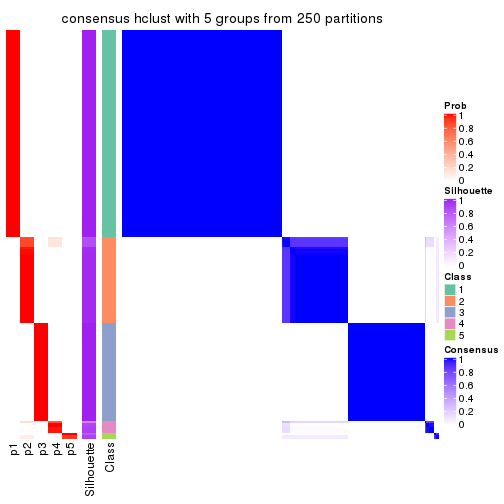 consensus hclust with 5 groups from 250 partitions
Prob
1
0.8
0.6
0.4
0.2
0
Silhouette
1
0.8
0.6
0.4
0.2
0
Class
1
2
3
4
5
Consensus
1
0.8
0.6
0.4
0.2
0
p1
p2
p3
p4
p5
Silhouette
Class